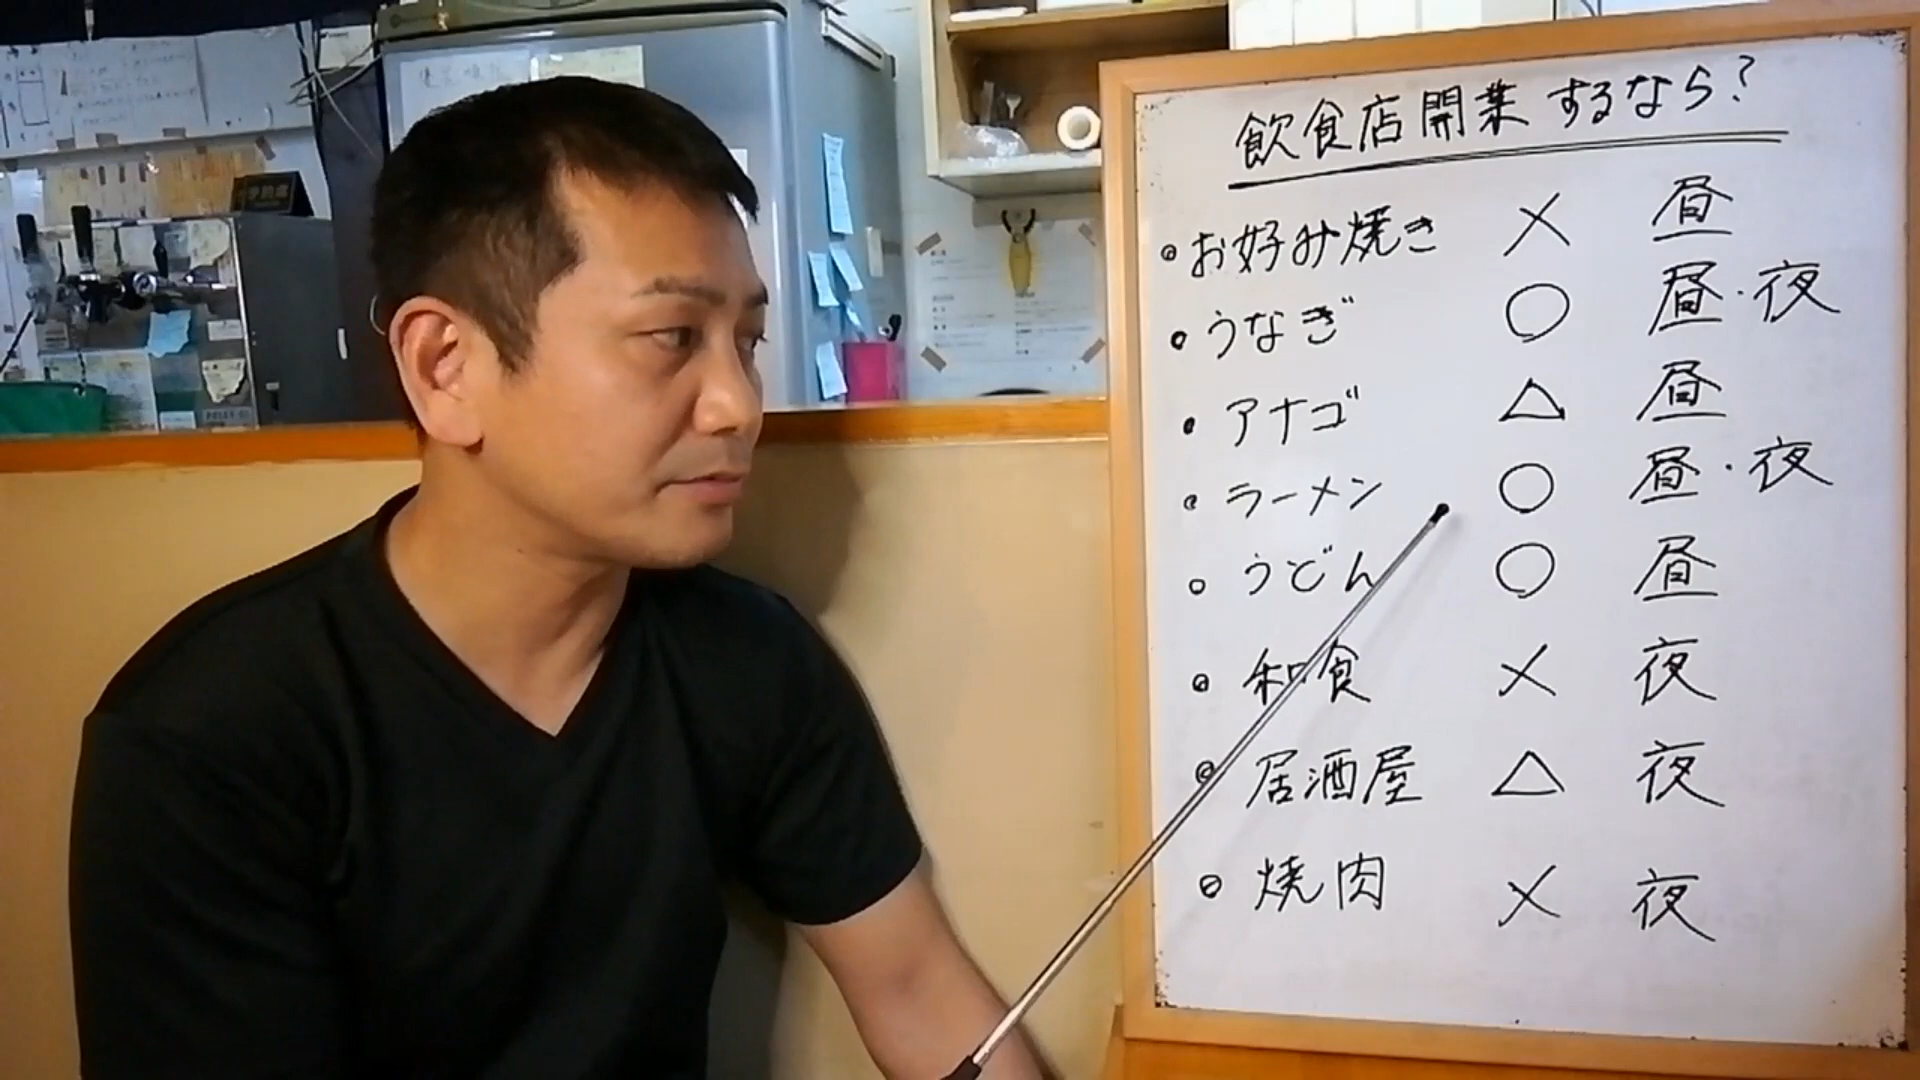 飲食店開業するなら?
お好み焼き × 昼
うなぎ ○ 昼・夜
アナゴ △ 昼
ラーメン ○ 昼・夜
うどん ○ 昼
和食 × 夜
居酒屋 △ 夜
焼肉 × 夜